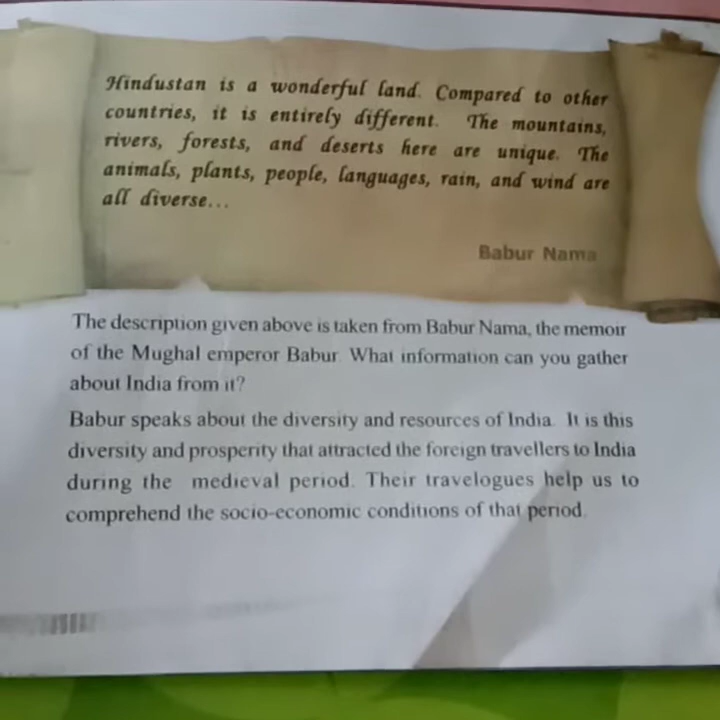 Hindustan is a wonderful land. Compared to other
countries, it is entirely different. The mountains,
rivers, forests, and deserts here are unique. The
animals, plants, people, languages, rain, and wind are
all diverse...
Babur Nama
The description given above is taken from Babur Nama, the memoir
of the Mughal emperor Babur. What information can you gather
about India from it?
Babur speaks about the diversity and resources of India. It is this
diversity and prosperity that attracted the foreign travellers to India
during the medieval period. Their travelogues help us to
comprehend the socio-economic conditions of that period.